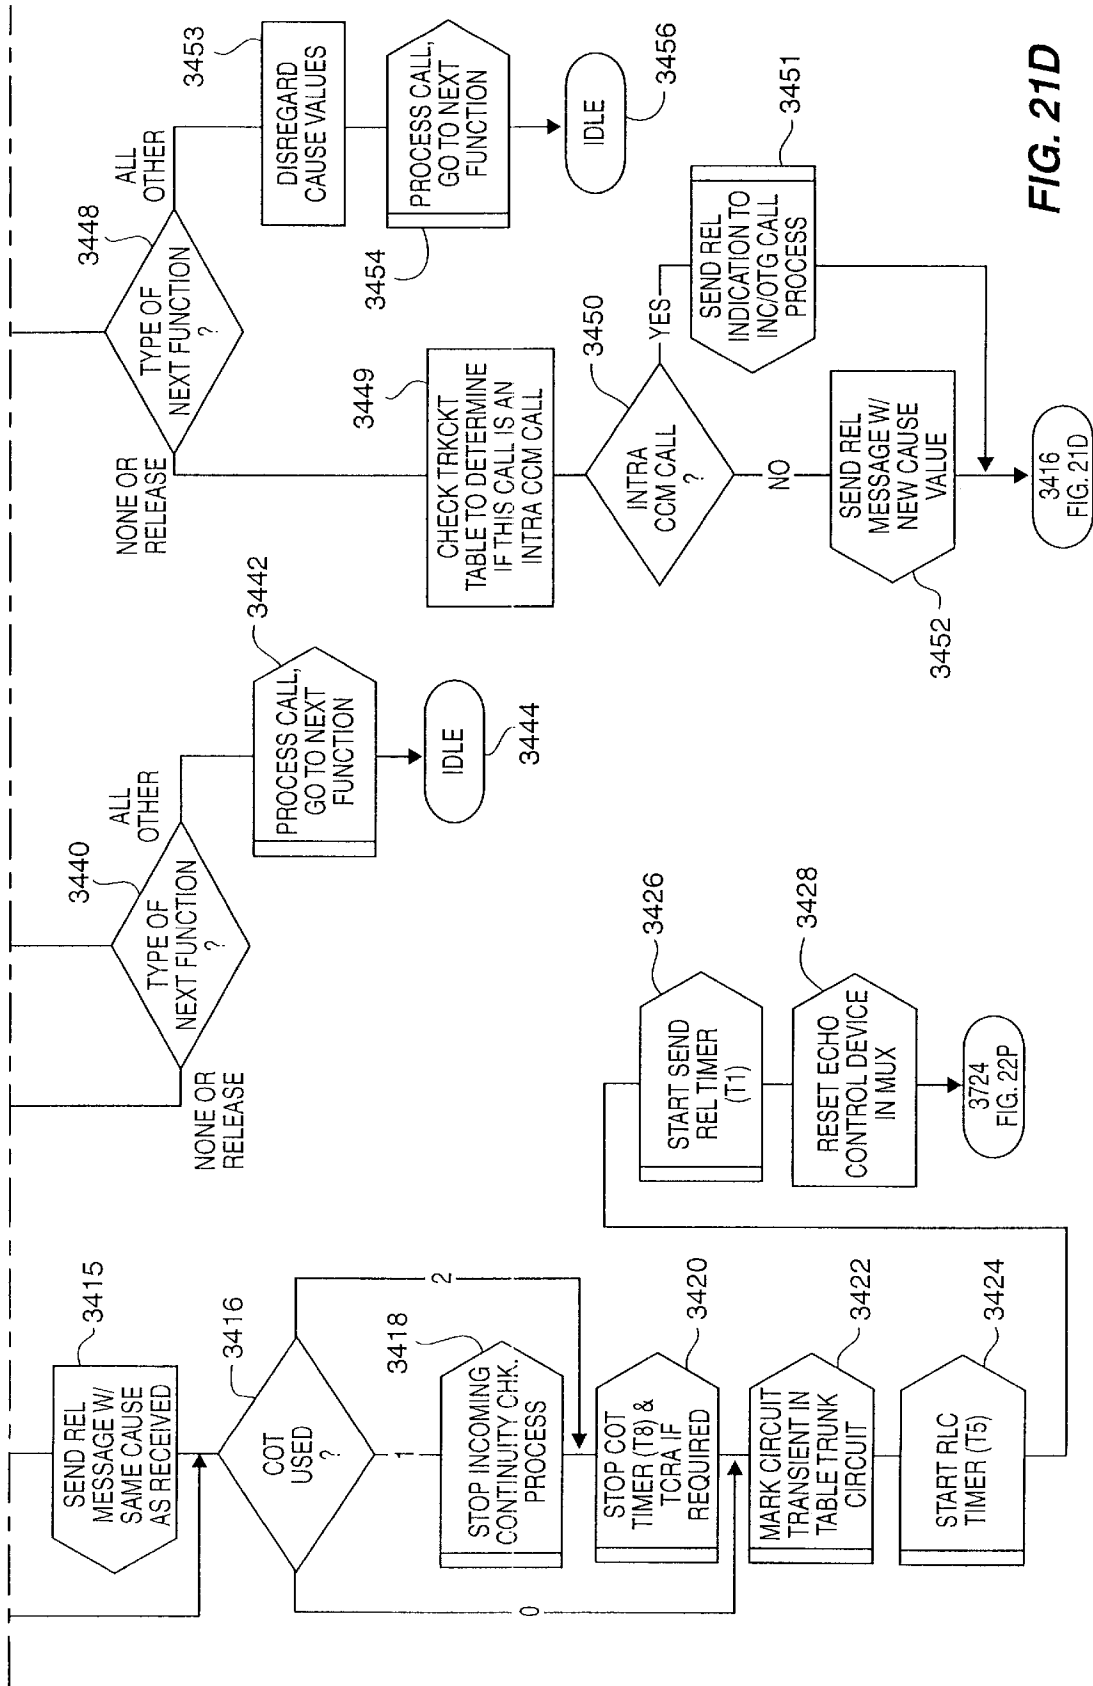 3415
SEND REL
MESSAGE W/
SAME CAUSE
AS RECEIVED
3416
COT
USED
?
0
1
2
3418
STOP INCOMING
CONTINUITY CHK.
PROCESS
3420
STOP COT
TIMER (T8) &
TCRA IF
REQUIRED
3422
MARK CIRCUIT
TRANSIENT IN
TABLE TRUNK
CIRCUIT
3424
START RLC
TIMER (T5)
3426
START SEND
REL TIMER
(T1)
3428
RESET ECHO
CONTROL DEVICE
IN MUX
3724
FIG. 22P
3440
TYPE OF
NEXT FUNCTION
?
NONE OR
RELEASE
ALL
OTHER
3442
PROCESS CALL,
GO TO NEXT
FUNCTION
IDLE
3444
3448
TYPE OF
NEXT FUNCTION
?
NONE OR
RELEASE
ALL
OTHER
3453
DISREGARD
CAUSE VALUES
3454
PROCESS CALL,
GO TO NEXT
FUNCTION
IDLE
3456
3449
CHECK TRKCKT
TABLE TO DETERMINE
IF THIS CALL IS AN
INTRA CCM CALL
3450
INTRA
CCM CALL
?
YES
NO
3451
SEND REL
INDICATION TO
INC/OTG CALL
PROCESS
SEND REL
MESSAGE W/
NEW CAUSE
VALUE
3452
3416
FIG. 21D
FIG. 21D